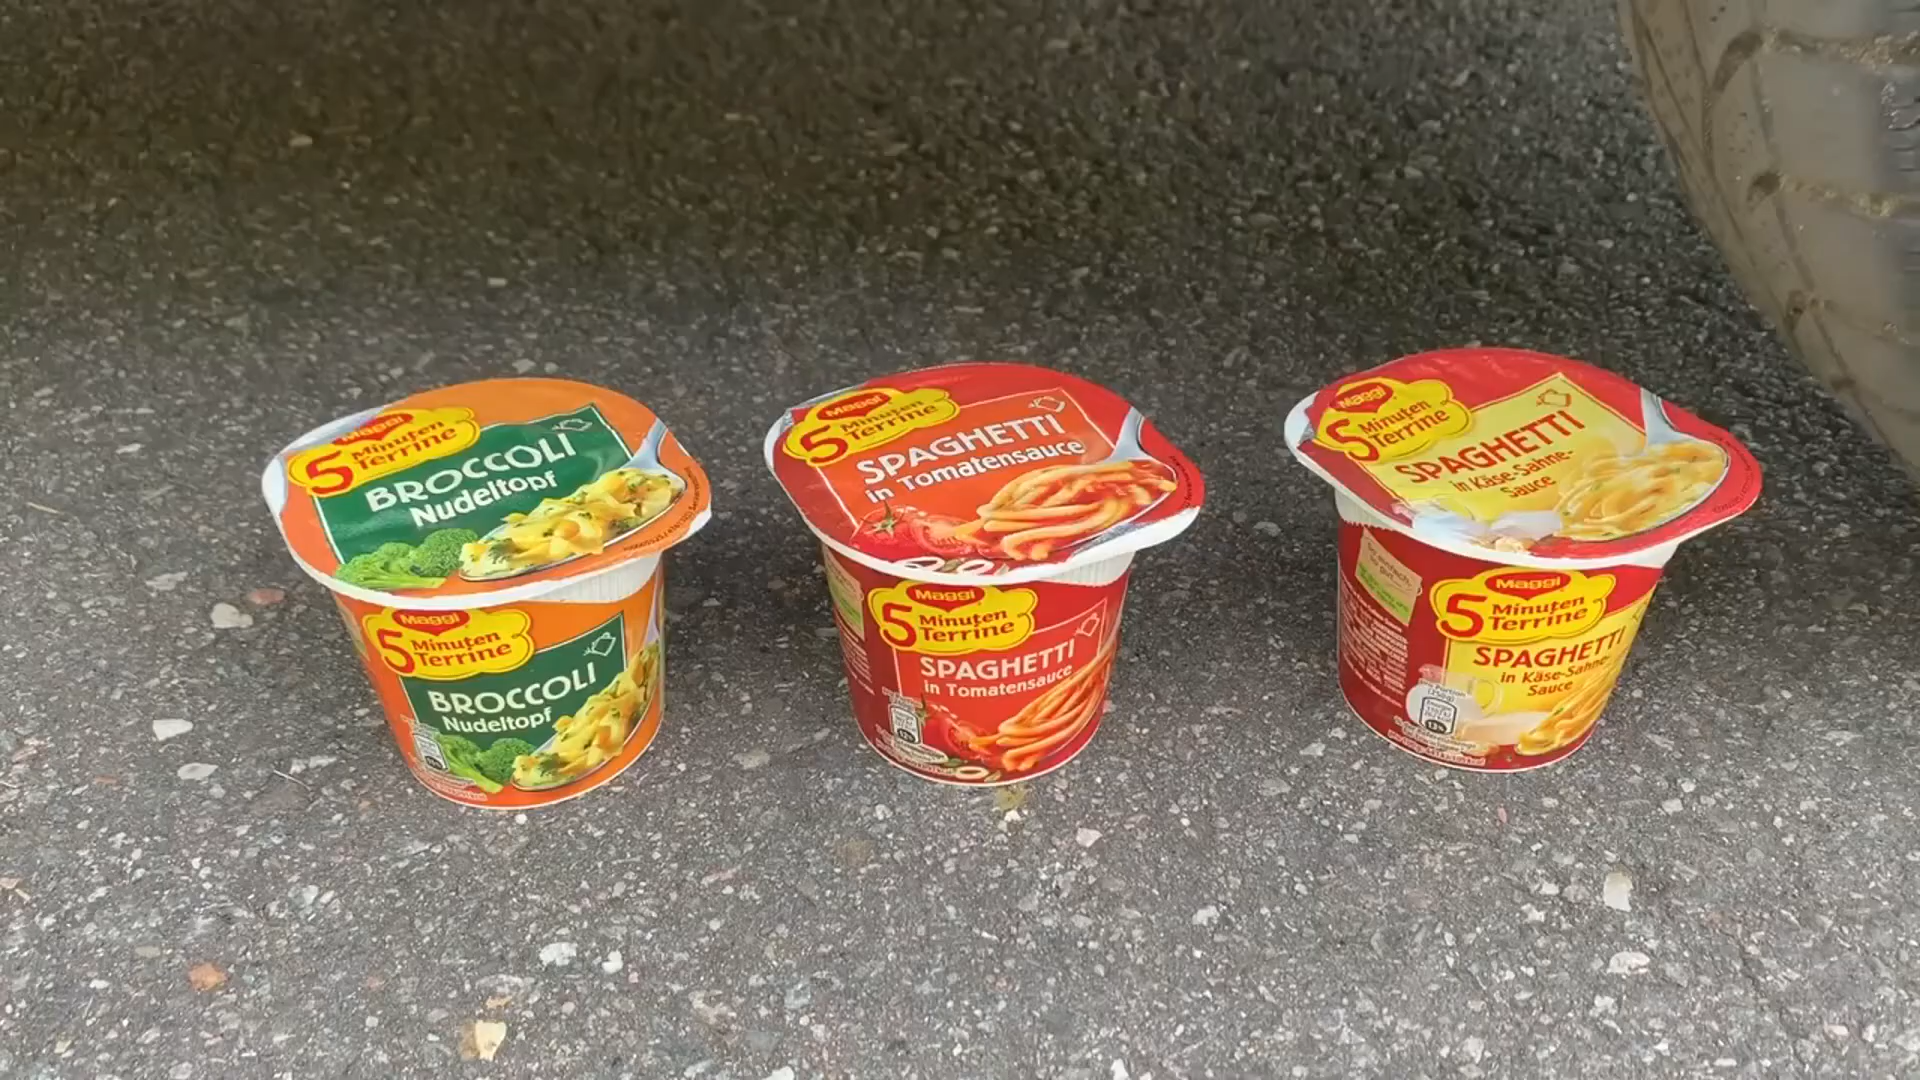 Maggi
5 Minuten
Terrine
BROCCOLI
Nudeltopf
Maggi
5 Minuten
Terrine
BROCCOLI
Nudeltopf
Maggi
5 Minuten
Terrine
SPAGHETTI
in Tomatensauce
Maggi
5 Minuten
Terrine
SPAGHETTI
in Tomatensauce
Maggi
5 Minuten
Terrine
SPAGHETTI
in Käse-Sahne-
Sauce
Maggi
5 Minuten
Terrine
SPAGHETTI
in Käse-Sahne-
Sauce